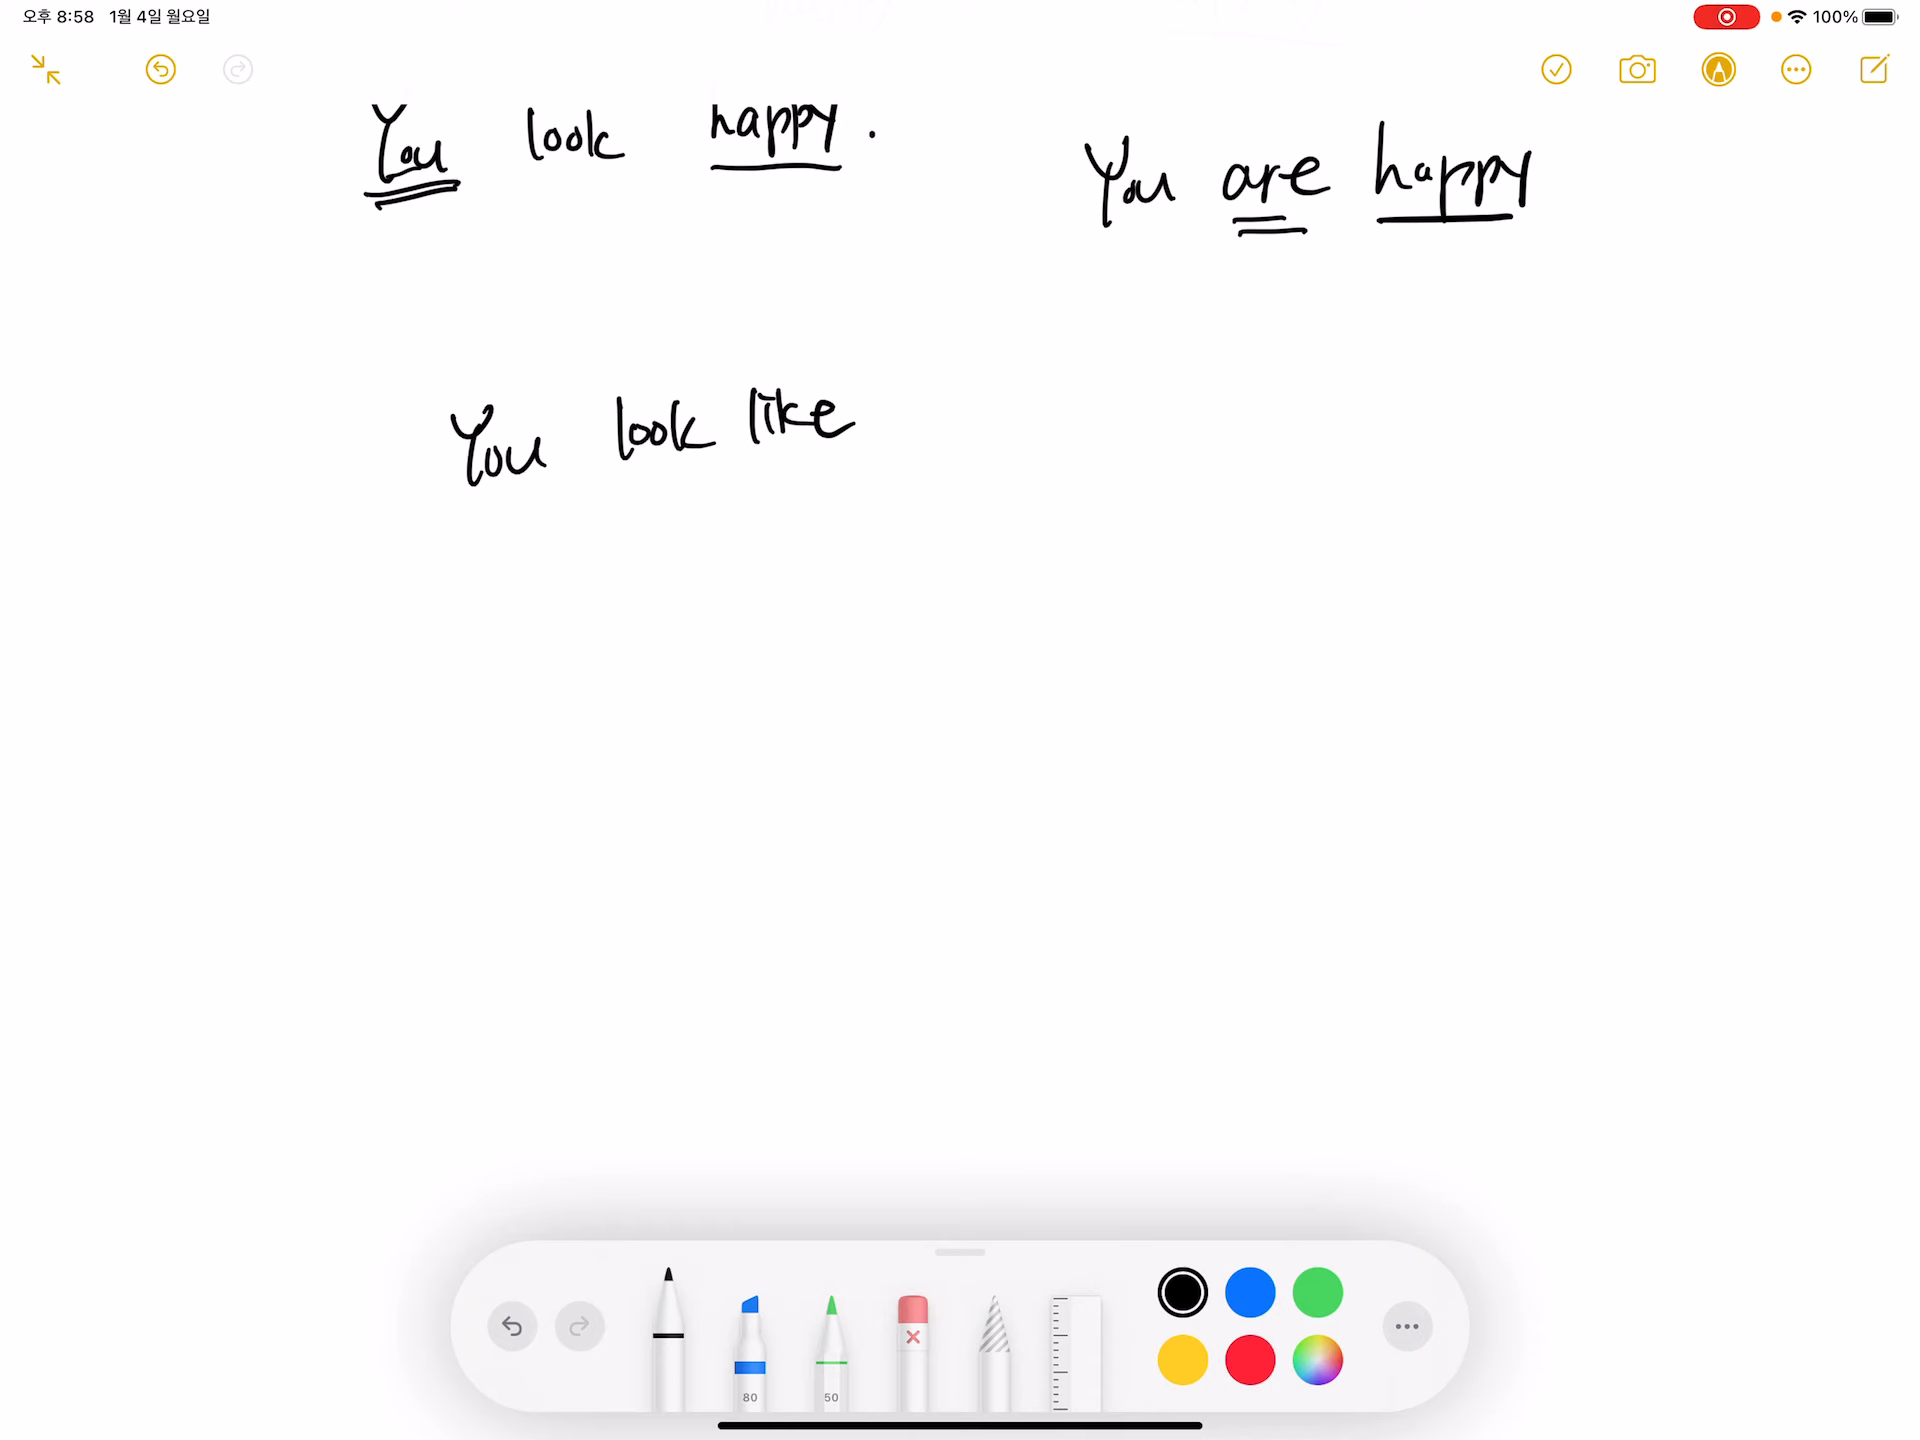 오후 8:58 1월 4일 월요일
100%
You look happy.
You are happy
You look like
80
50